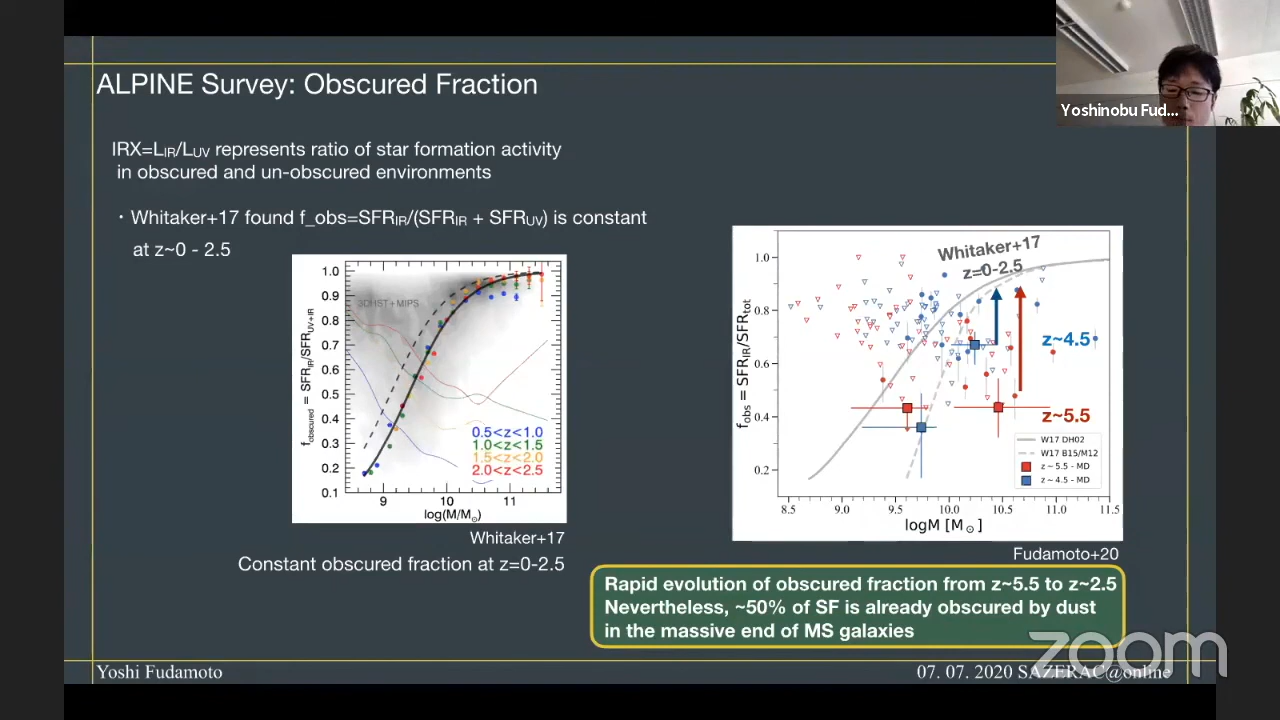 ALPINE Survey: Obscured Fraction
Yoshinobu Fud...
IRX=LIR/LUV represents ratio of star formation activity
in obscured and un-obscured environments
・Whitaker+17 found f_obs=SFRIR/(SFRIR + SFRUV) is constant
at z~0 - 2.5
fobscured = SFRIR/SFRUV+IR
1.0
0.9
0.8
0.7
0.6
0.5
0.4
0.3
0.2
0.1
3DHST+MIPS
0.5<z<1.0
1.0<z<1.5
1.5<z<2.0
2.0<z<2.5
9 10 11
log(M/M⊙)
Whitaker+17
Constant obscured fraction at z=0-2.5
fobs = SFRIR/SFRtot
1.0
0.8
0.6
0.4
0.2
Whitaker+17
z=0-2.5
z~4.5
z~5.5
W17 DH02
W17 B15/M12
z ~ 5.5 - MD
z ~ 4.5 - MD
8.5 9.0 9.5 10.0 10.5 11.0 11.5
logM [M⊙]
Fudamoto+20
Rapid evolution of obscured fraction from z~5.5 to z~2.5
Nevertheless, ~50% of SF is already obscured by dust
in the massive end of MS galaxies
Yoshi Fudamoto
07. 07. 2020 SAZERAC@online
zoom